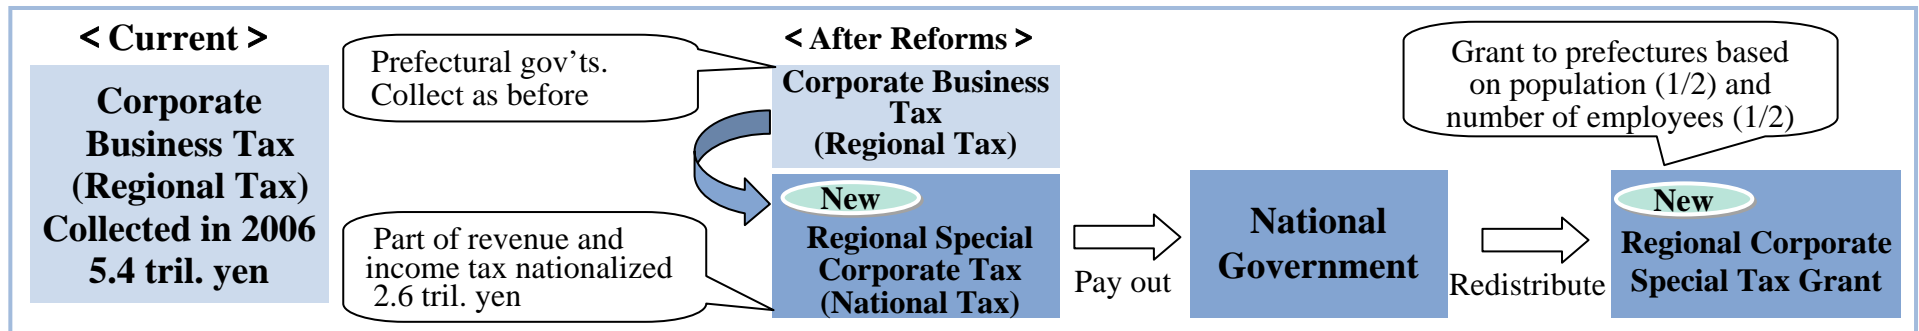 < Current >
Corporate
Business Tax
(Regional Tax)
Collected in 2006
5.4 tril. yen
Prefectural gov’ts.
Collect as before
Part of revenue and
income tax nationalized
2.6 tril. yen
< After Reforms >
Corporate Business
Tax
(Regional Tax)
New
Regional Special
Corporate Tax
(National Tax)
Pay out
National
Government
Redistribute
Grant to prefectures based
on population (1/2) and
number of employees (1/2)
New
Regional Corporate
Special Tax Grant